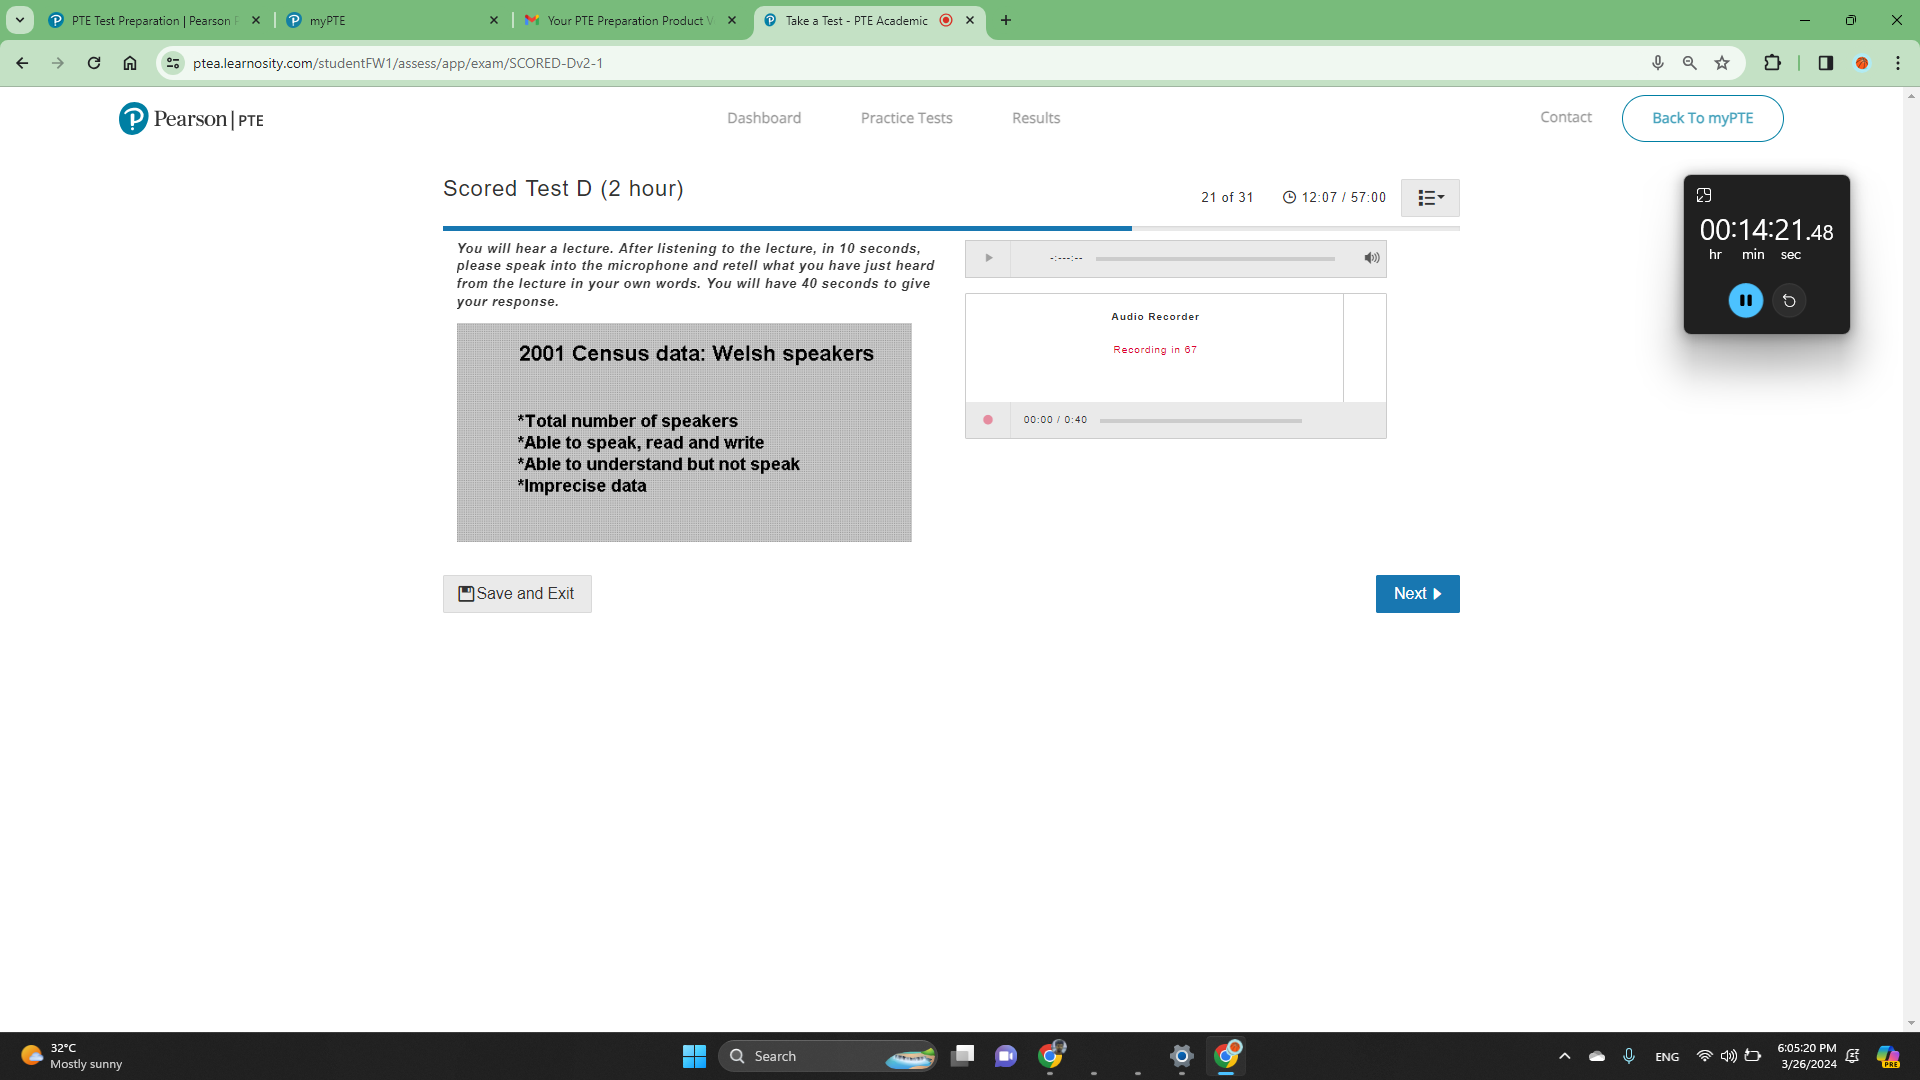 PTE Test Preparation | Pearson P
myPTE
Your PTE Preparation Product V
Take a Test - PTE Academic
ptea.learnosity.com/studentFW1/assess/app/exam/SCORED-Dv2-1
Pearson | PTE
Dashboard
Practice Tests
Results
Contact
Back To myPTE
Scored Test D (2 hour)
21 of 31
12:07 / 57:00
00:14:21.48
hr min sec
You will hear a lecture. After listening to the lecture, in 10 seconds,
please speak into the microphone and retell what you have just heard
from the lecture in your own words. You will have 40 seconds to give
your response.
-:--
-:--
Audio Recorder
Recording in 67
00:00 / 0:40
2001 Census data: Welsh speakers
*Total number of speakers
*Able to speak, read and write
*Able to understand but not speak
*Imprecise data
Save and Exit
Next
32°C
Mostly sunny
Search
ENG
6:05:20 PM
3/26/2024
PRE